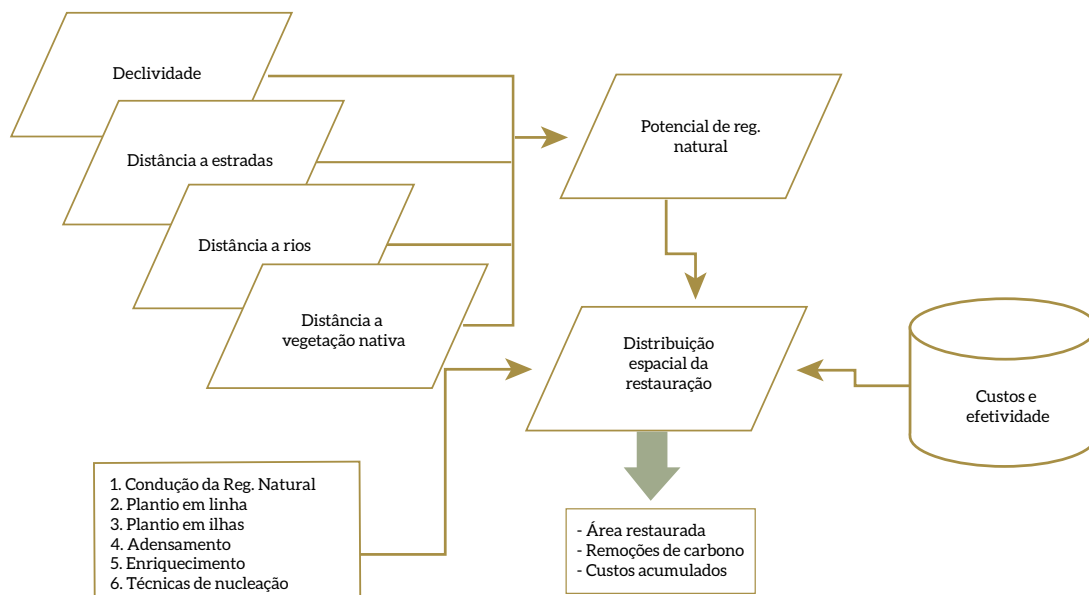 Declividade
Distância a estradas
Distância a rios
Distância a
vegetação nativa
Potencial de reg.
natural
Distribuição
espacial da
restauração
Custos e
efetividade
1. Condução da Reg. Natural
2. Plantio em linha
3. Plantio em ilhas
4. Adensamento
5. Enriquecimento
6. Técnicas de nucleação
- Área restaurada
- Remoções de carbono
- Custos acumulados